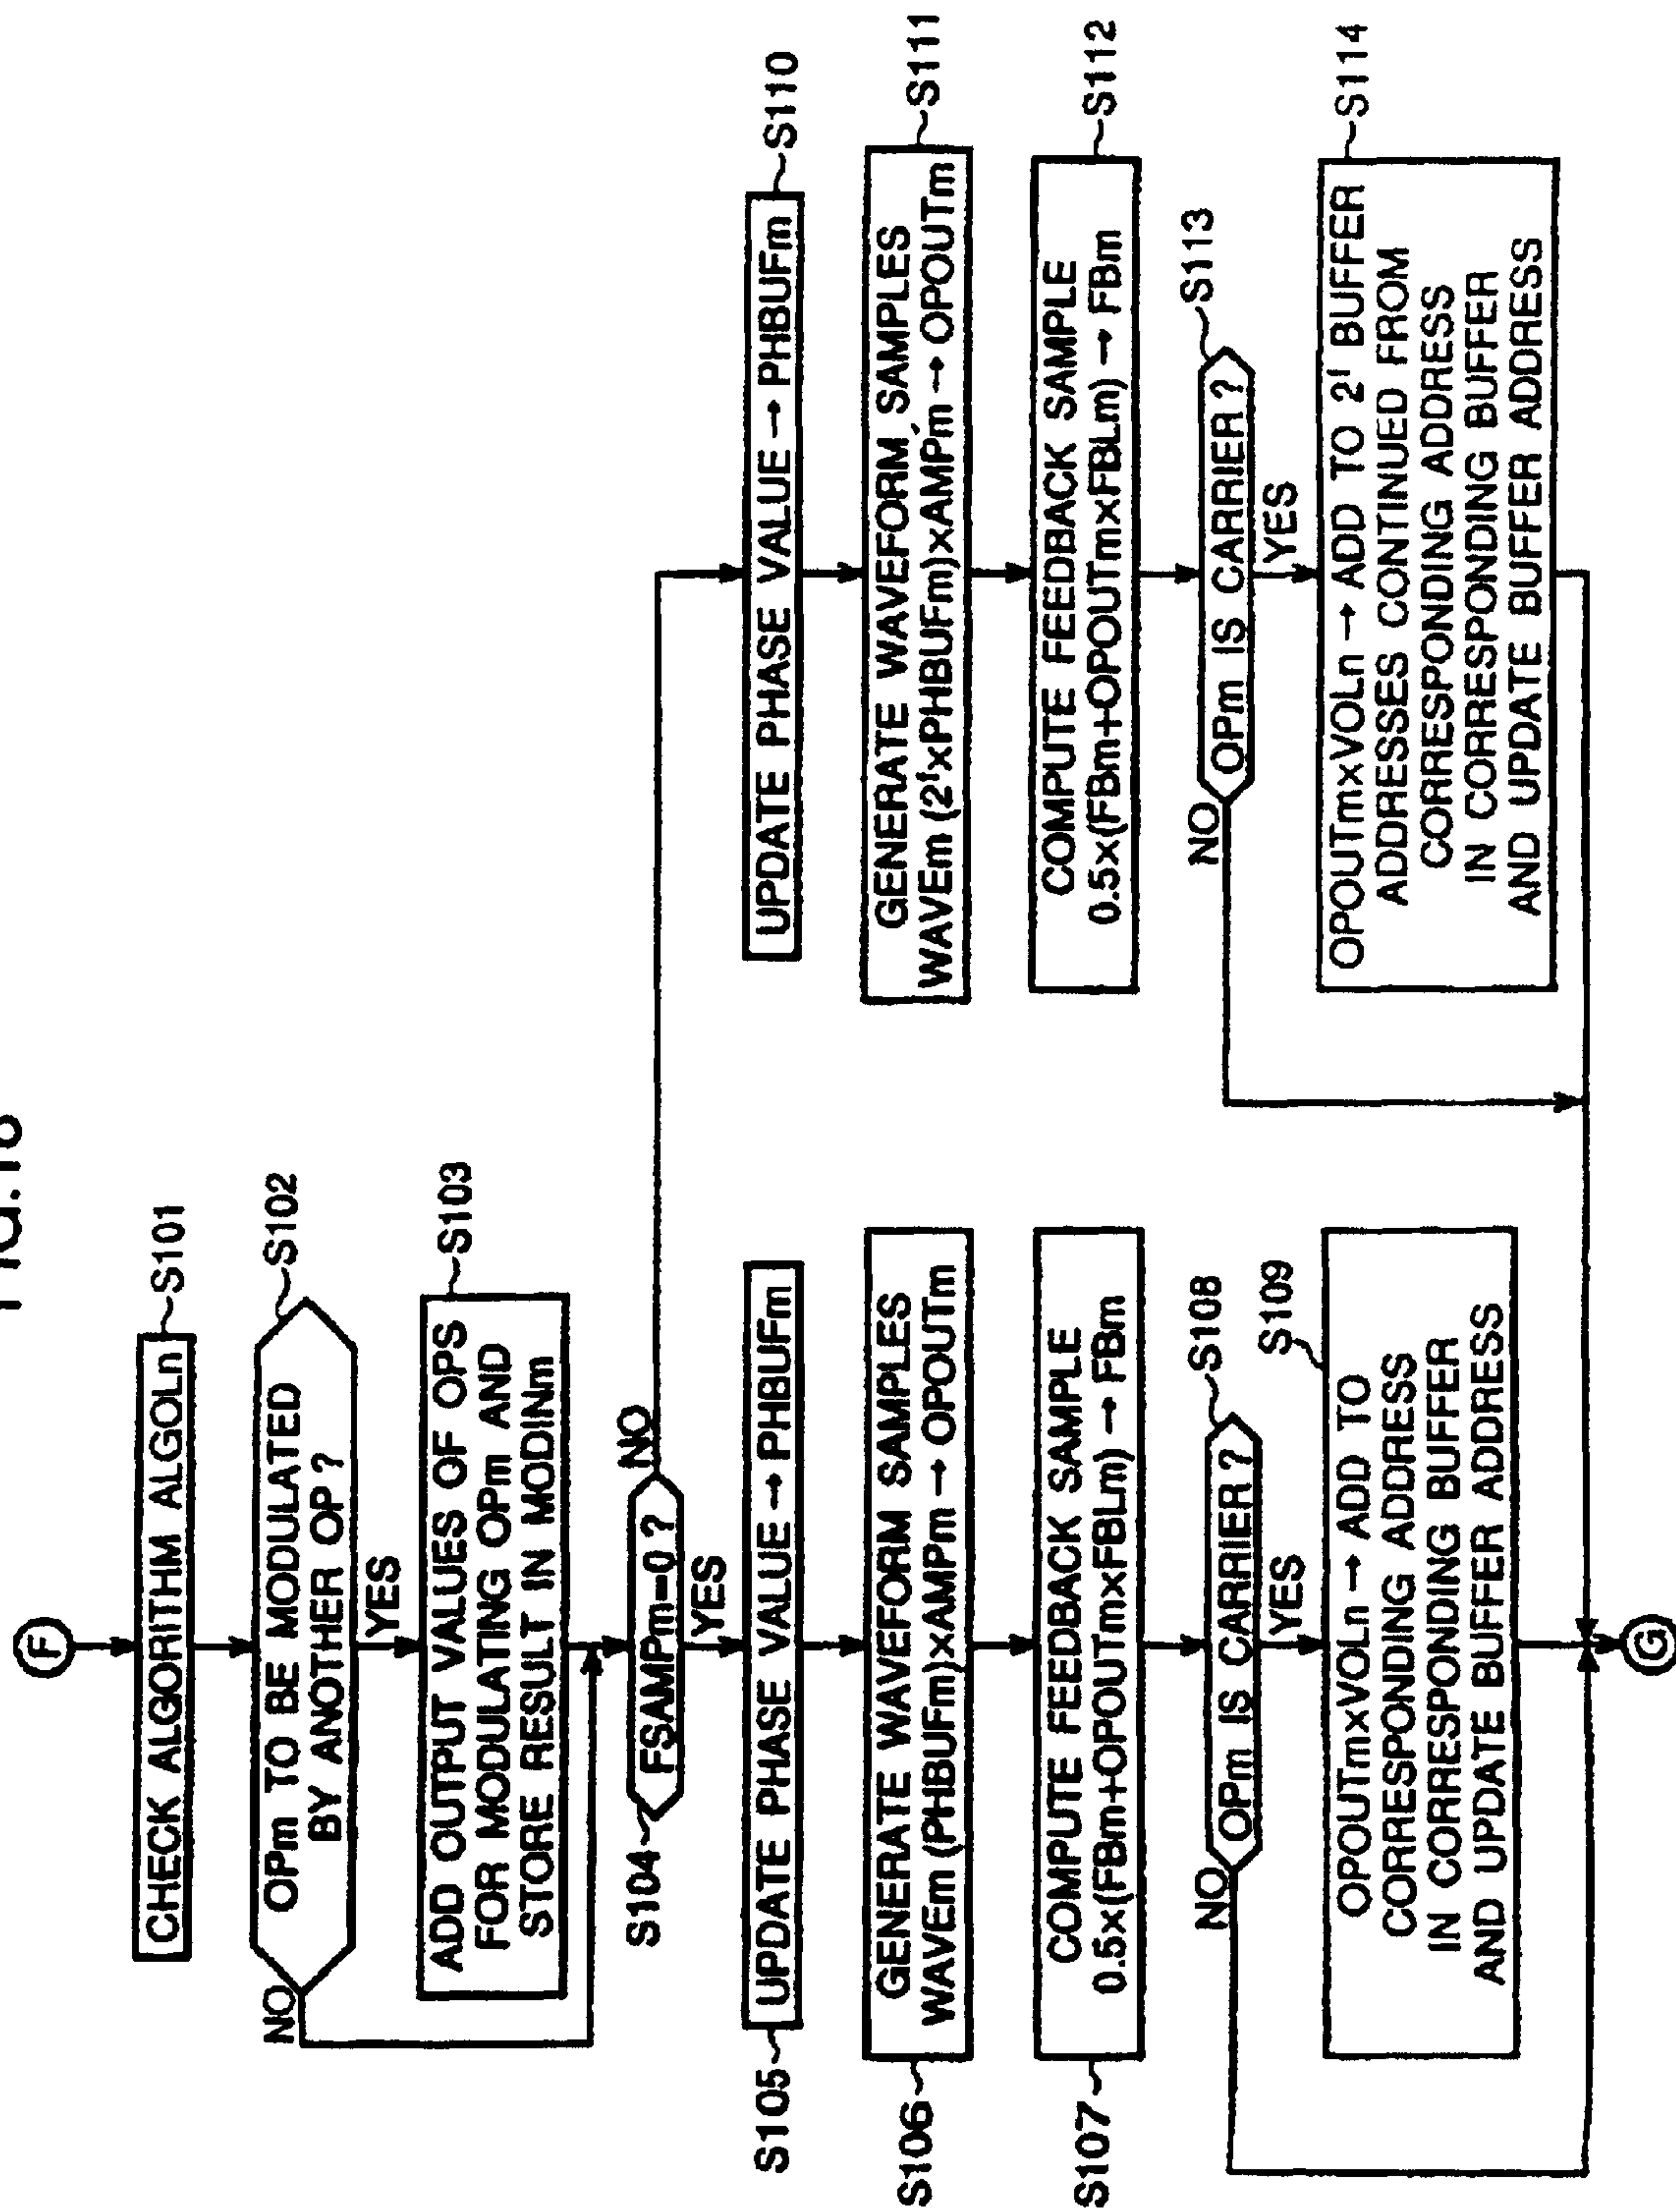 F
CHECK ALGORITHM ALGOLn
S101
OPm TO BE MODULATED
BY ANOTHER OP ?
S102
NO
YES
ADD OUTPUT VALUES OF OPS
FOR MODULATING OPm AND
STORE RESULT IN MODINm
S103
S104
FSAMPm=0 ?
NO
YES
S105
UPDATE PHASE VALUE → PHBUFm
S106
GENERATE WAVEFORM SAMPLES
WAVEm (PHBUFm)×AMPm → OPOUTm
S107
COMPUTE FEEDBACK SAMPLE
0.5×(FBm+OPOUTm×FBLm) → FBm
NO
OPm IS CARRIER ?
S108
YES
S109
OPOUTm×VOLn → ADD TO
CORRESPONDING ADDRESS
IN CORRESPONDING BUFFER
AND UPDATE BUFFER ADDRESS
UPDATE PHASE VALUE → PHBUFm
S110
GENERATE WAVEFORM SAMPLES
WAVEm (2^f×PHBUFm)×AMP'm → OPOUTm
S111
COMPUTE FEEDBACK SAMPLE
0.5×(FBm+OPOUTm×FBLm) → FBm
S112
NO
OPm IS CARRIER ?
S113
YES
OPOUTm×VOLn → ADD TO 2^f BUFFER
ADDRESSES CONTINUED FROM
CORRESPONDING ADDRESS
IN CORRESPONDING BUFFER
AND UPDATE BUFFER ADDRESS
S114
G